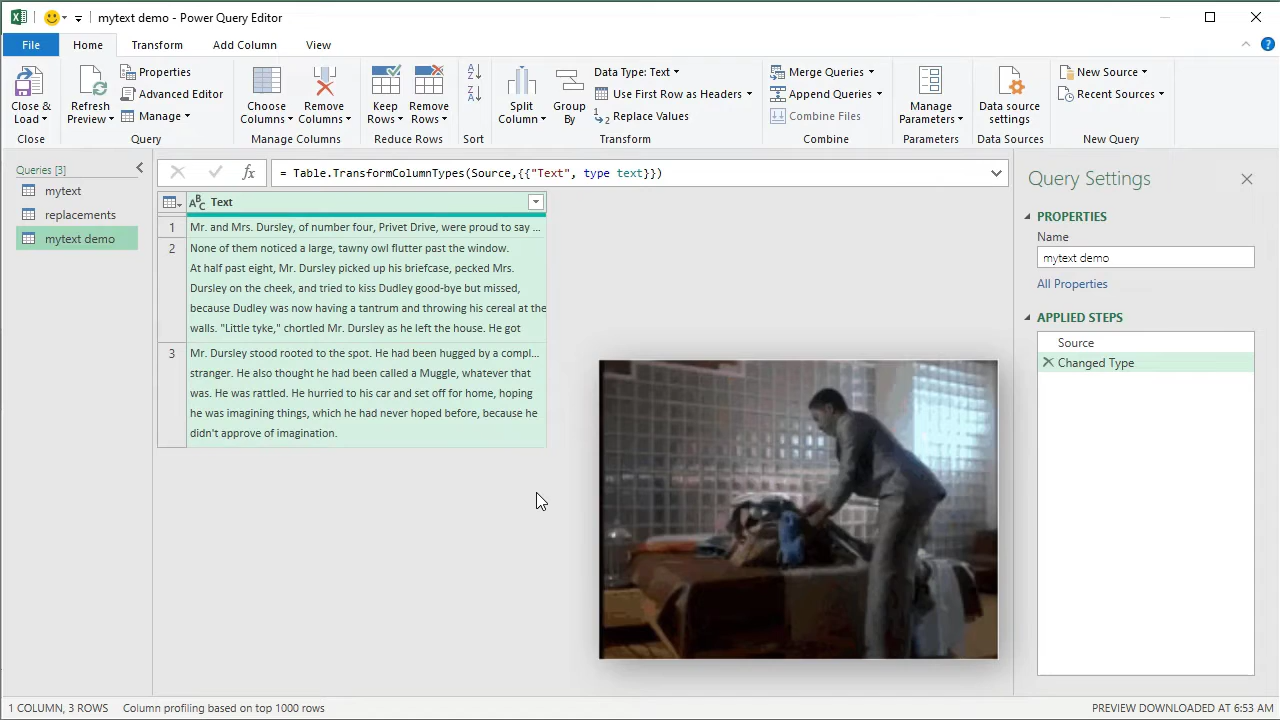 mytext demo - Power Query Editor
File Home Transform Add Column View
Close & Load
Close
Refresh Preview
Properties
Advanced Editor
Manage
Query
Choose Columns
Remove Columns
Manage Columns
Keep Rows
Remove Rows
Reduce Rows
Sort
Split Column
Group By
Data Type: Text
Use First Row as Headers
Replace Values
Transform
Merge Queries
Append Queries
Combine Files
Combine
Manage Parameters
Parameters
Data source settings
Data Sources
New Source
Recent Sources
New Query
Queries [3]
mytext
replacements
mytext demo
fx
= Table.TransformColumnTypes(Source,{{"Text", type text}})
ABC Text
1 Mr. and Mrs. Dursley, of number four, Privet Drive, were proud to say ...
2 None of them noticed a large, tawny owl flutter past the window.
At half past eight, Mr. Dursley picked up his briefcase, pecked Mrs.
Dursley on the cheek, and tried to kiss Dudley good-bye but missed,
because Dudley was now having a tantrum and throwing his cereal at the
walls. "Little tyke," chortled Mr. Dursley as he left the house. He got
3 Mr. Dursley stood rooted to the spot. He had been hugged by a compl...
stranger. He also thought he had been called a Muggle, whatever that
was. He was rattled. He hurried to his car and set off for home, hoping
he was imagining things, which he had never hoped before, because he
didn't approve of imagination.
Query Settings
PROPERTIES
Name
mytext demo
All Properties
APPLIED STEPS
Source
Changed Type
1 COLUMN, 3 ROWS Column profiling based on top 1000 rows
PREVIEW DOWNLOADED AT 6:53 AM